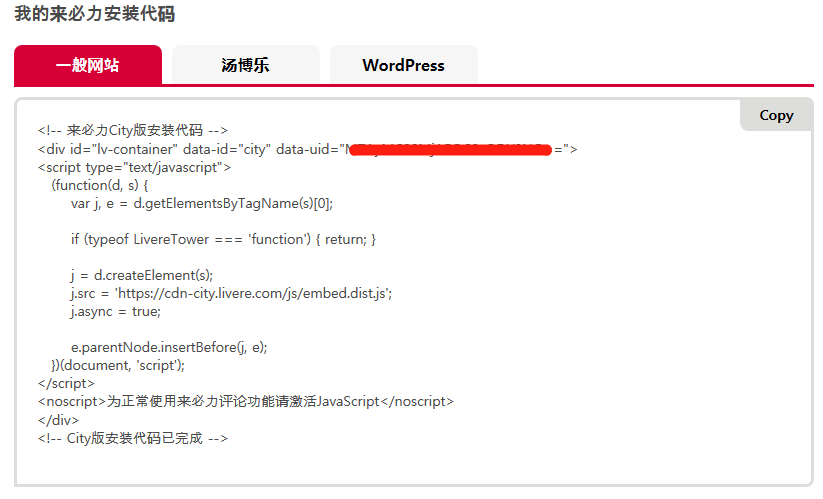 我的来必力安装代码
一般网站
汤博乐
WordPress
Copy
<!-- 来必力City版安装代码 -->
<div id="lv-container" data-id="city" data-uid="M =">
<script type="text/javascript">
(function(d, s) {
var j, e = d.getElementsByTagName(s)[0];
if (typeof LivereTower === 'function') { return; }
j = d.createElement(s);
j.src = 'https://cdn-city.livere.com/js/embed.dist.js';
j.async = true;
e.parentNode.insertBefore(j, e);
})(document, 'script');
</script>
<noscript>为正常使用来必力评论功能请激活JavaScript</noscript>
</div>
<!-- City版安装代码已完成 -->